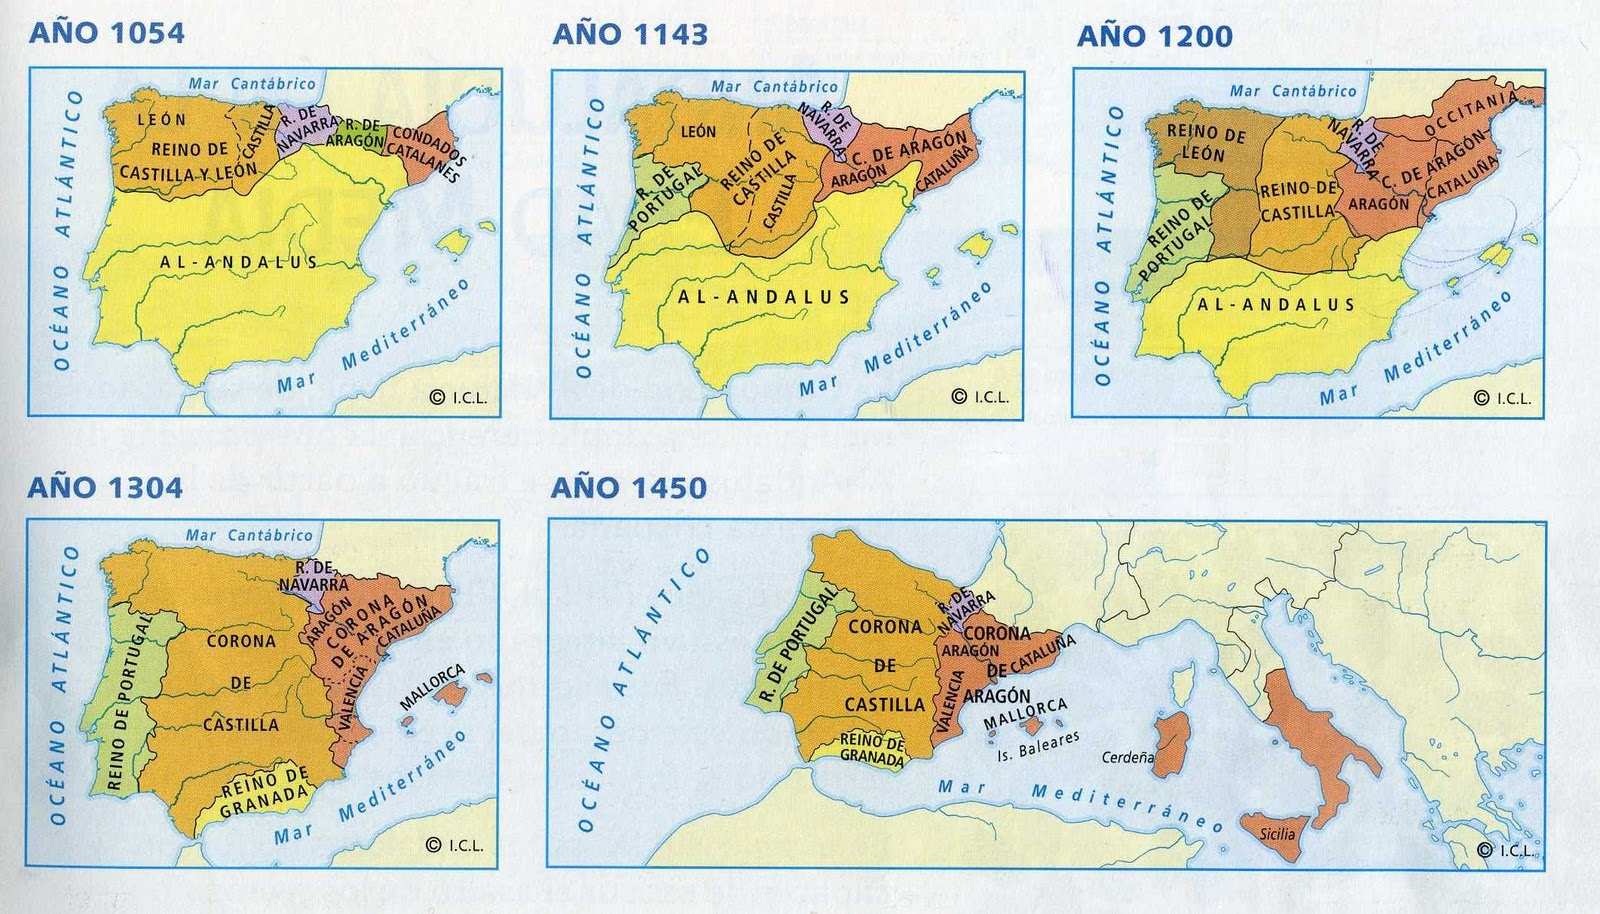 AÑO 1054
Mar Cantábrico
OCÉANO ATLÁNTICO
LEÓN
CASTILLA
R. DE
NAVARRA
R. DE
ARAGÓN
CONDADOS
CATALANES
REINO DE
CASTILLA Y LEÓN
AL-ANDALUS
Mar Mediterráneo
© I.C.L.
AÑO 1143
Mar Cantábrico
OCÉANO ATLÁNTICO
LEÓN
R. DE
NAVARRA
REINO DE
CASTILLA
CASTILLA
C. DE ARAGÓN
ARAGÓN
CATALUÑA
R. DE
PORTUGAL
AL-ANDALUS
Mar Mediterráneo
© I.C.L.
AÑO 1200
Mar Cantábrico
OCÉANO ATLÁNTICO
REINO DE
LEÓN
R. DE
NAVARRA
OCCITANIA
C. DE ARAGÓN
CATALUÑA
ARAGÓN
REINO DE
CASTILLA
REINO DE
PORTUGAL
AL-ANDALUS
Mar Mediterráneo
© I.C.L.
AÑO 1304
Mar Cantábrico
OCÉANO ATLÁNTICO
R. DE
NAVARRA
ARAGÓN
CORONA
DE ARAGÓN
CATALUÑA
CORONA
DE
CASTILLA
REINO DE PORTUGAL
VALENCIA
MALLORCA
REINO DE
GRANADA
Mar Mediterráneo
© I.C.L.
AÑO 1450
OCÉANO ATLÁNTICO
R. DE PORTUGAL
CORONA
DE
CASTILLA
R. DE
NAVARRA
CORONA
ARAGÓN
DE
CATALUÑA
ARAGÓN
VALENCIA
MALLORCA
Is. Baleares
REINO DE
GRANADA
Cerdeña
Sicilia
Mar Mediterráneo
© I.C.L.